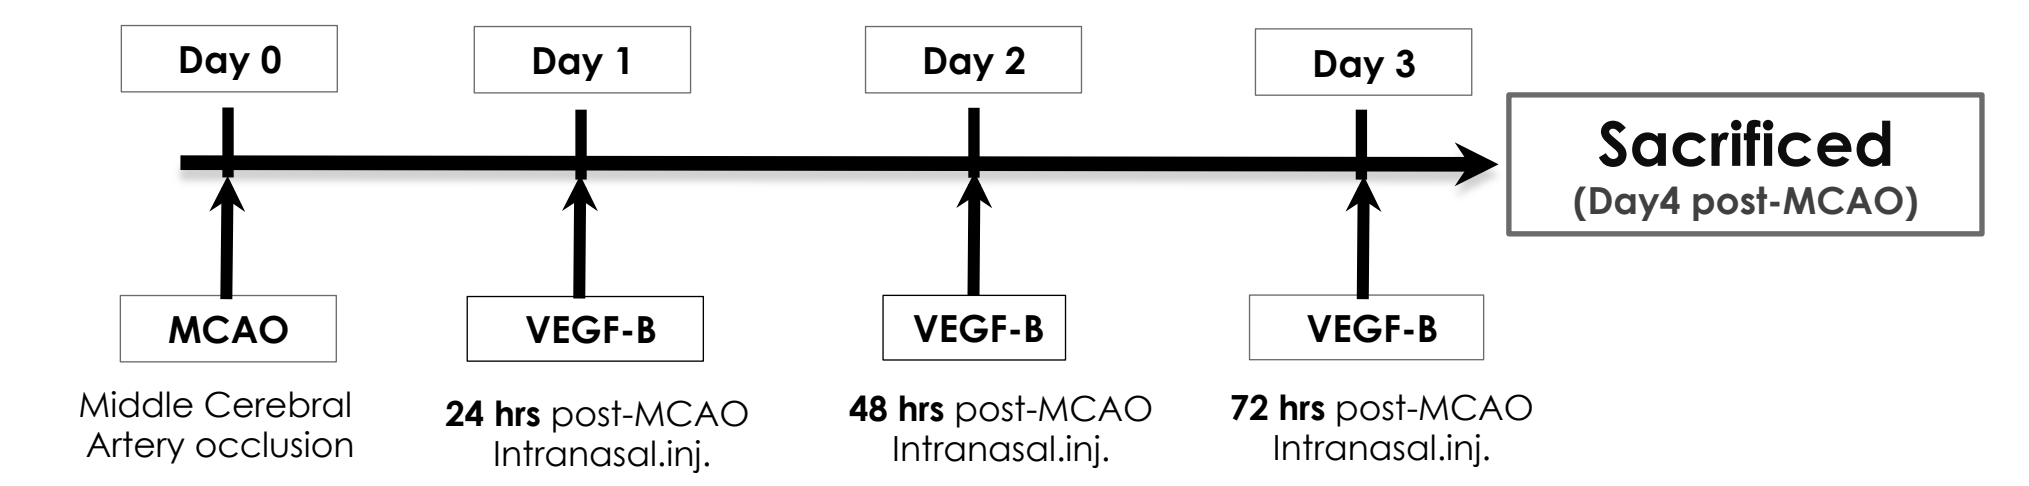 Day 0
Day 1
Day 2
Day 3
Sacrificed
(Day4 post-MCAO)
MCAO
VEGF-B
VEGF-B
VEGF-B
Middle Cerebral
Artery occlusion
24 hrs post-MCAO
Intranasal.inj.
48 hrs post-MCAO
Intranasal.inj.
72 hrs post-MCAO
Intranasal.inj.